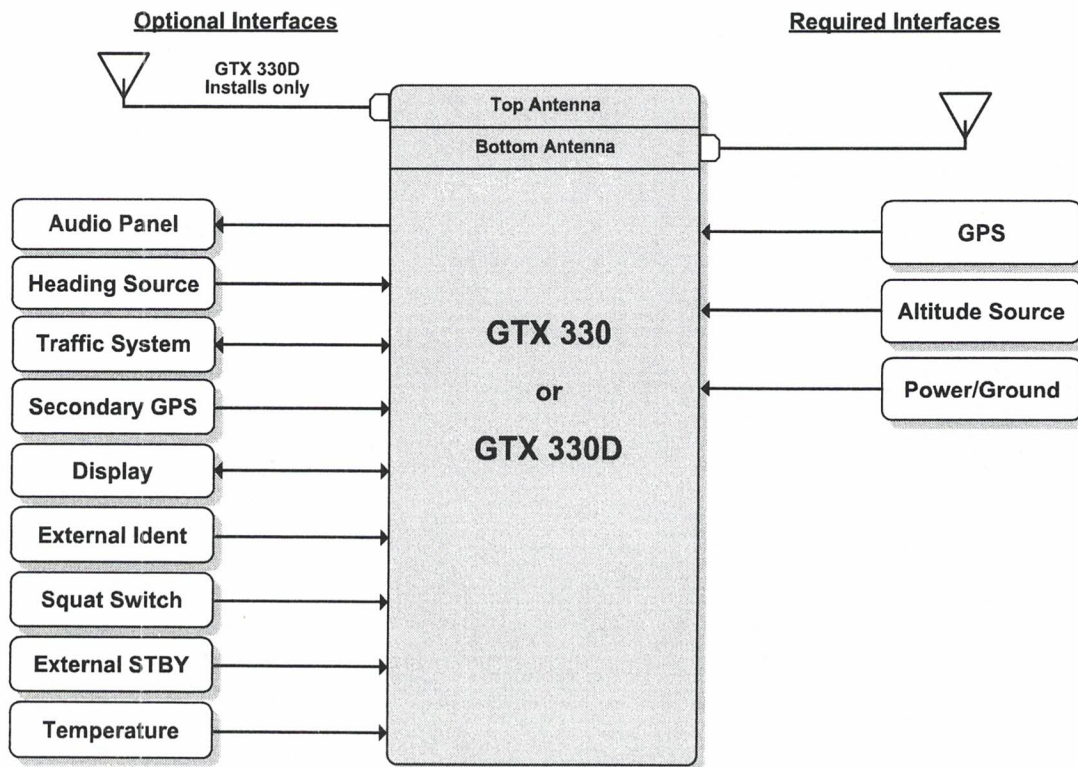 Optional Interfaces
Required Interfaces
GTX 330D
Installs only
Top Antenna
Bottom Antenna
Audio Panel
Heading Source
Traffic System
Secondary GPS
Display
External Ident
Squat Switch
External STBY
Temperature
GTX 330
or
GTX 330D
GPS
Altitude Source
Power/Ground